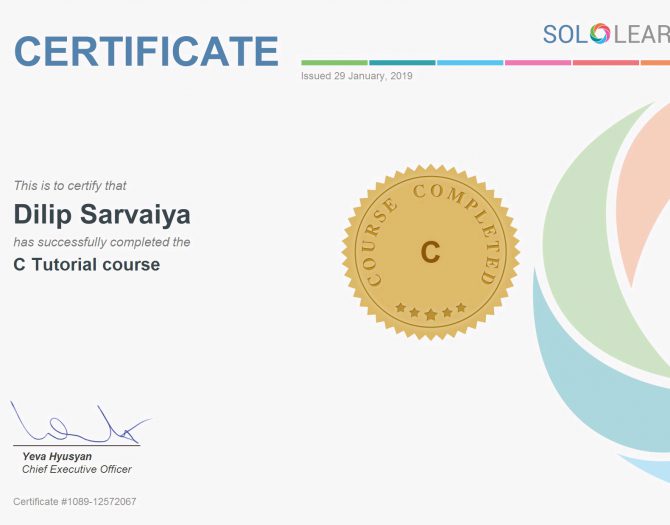 CERTIFICATE
SOLOLEAR
Issued 29 January, 2019
This is to certify that
Dilip Sarvaiya
has successfully completed the
C Tutorial course
COURSE COMPLETED
C
Yeva Hyusyan
Chief Executive Officer
Certificate #1089-12572067